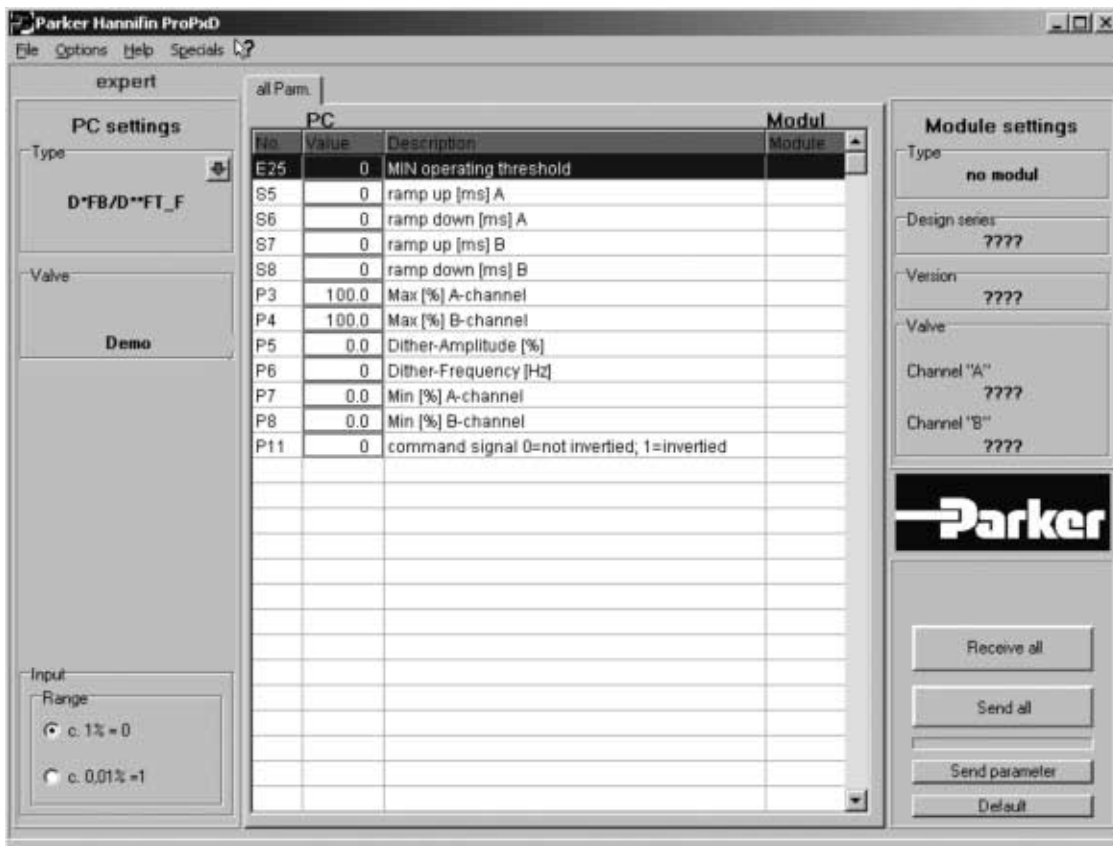 Parker Hannifin ProPxD
File Options Help Specials ?
expert
PC settings
Type
D*FB/D**FT_F
Valve
Demo
Input
Range
c. 1% = 0
c. 0,01% =1
all Parm.
PC Modul
No. Value Description Module
E25 0 MIN operating threshold
S5 0 ramp up [ms] A
S6 0 ramp down [ms] A
S7 0 ramp up [ms] B
S8 0 ramp down [ms] B
P3 100.0 Max [%] A-channel
P4 100.0 Max [%] B-channel
P5 0.0 Dither-Amplitude [%]
P6 0 Dither-Frequency [Hz]
P7 0.0 Min [%] A-channel
P8 0.0 Min [%] B-channel
P11 0 command signal 0=not invertied; 1=invertied
Module settings
Type
no modul
Design series
????
Version
????
Valve
Channel "A"
????
Channel "B"
????
Parker
Receive all
Send all
Send parameter
Default